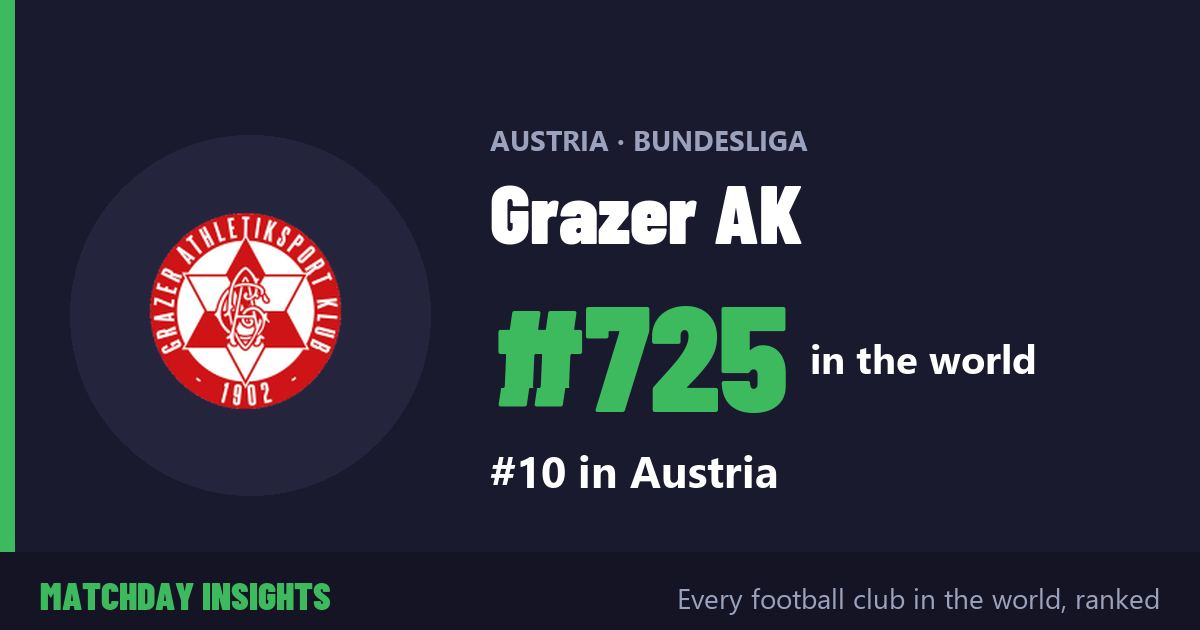 AUSTRIA · BUNDESLIGA
Grazer AK
#725 in the world
#10 in Austria
GRAZER ATHLETIKSPORT KLUB
- 1902 -
MATCHDAY INSIGHTS
Every football club in the world, ranked